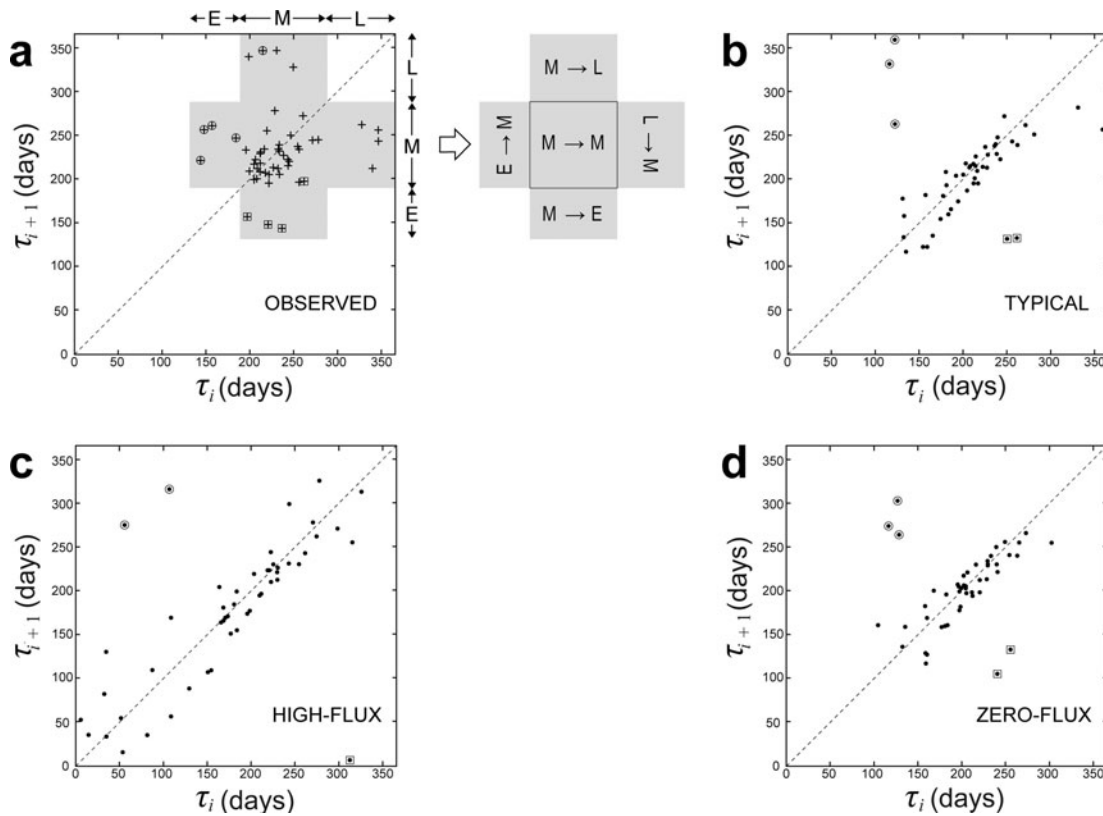 E M L
a
350
300
250
200
150
100
50
0
τi + 1 (days)
OBSERVED
0 50 100 150 200 250 300 350
τi (days)
L
M
E
M → L
E → M
M → M
L → M
M → E
b
350
300
250
200
150
100
50
0
τi + 1 (days)
TYPICAL
0 50 100 150 200 250 300 350
τi (days)
c
350
300
250
200
150
100
50
0
τi + 1 (days)
HIGH-FLUX
0 50 100 150 200 250 300 350
τi (days)
d
350
300
250
200
150
100
50
0
τi + 1 (days)
ZERO-FLUX
0 50 100 150 200 250 300 350
τi (days)